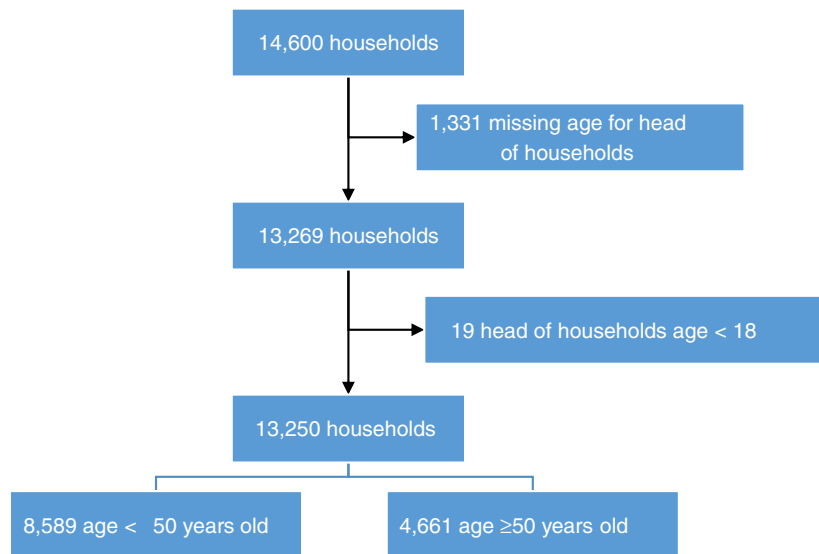 14,600 households
1,331 missing age for head
of households
13,269 households
19 head of households age < 18
13,250 households
8,589 age < 50 years old
4,661 age ≥50 years old